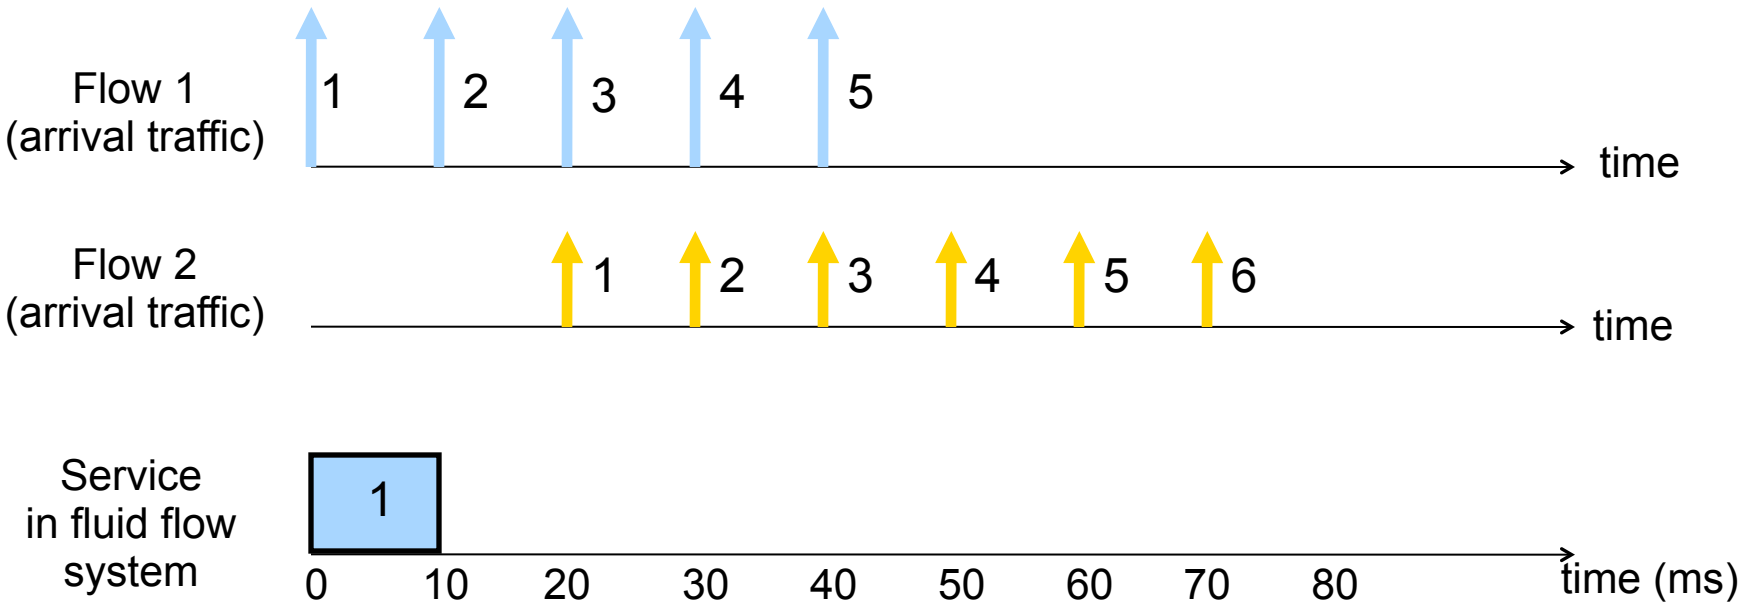 Flow 1
(arrival traffic)
1 2 3 4 5
time
Flow 2
(arrival traffic)
1 2 3 4 5 6
time
Service
in fluid flow
system
1
0 10 20 30 40 50 60 70 80
time (ms)